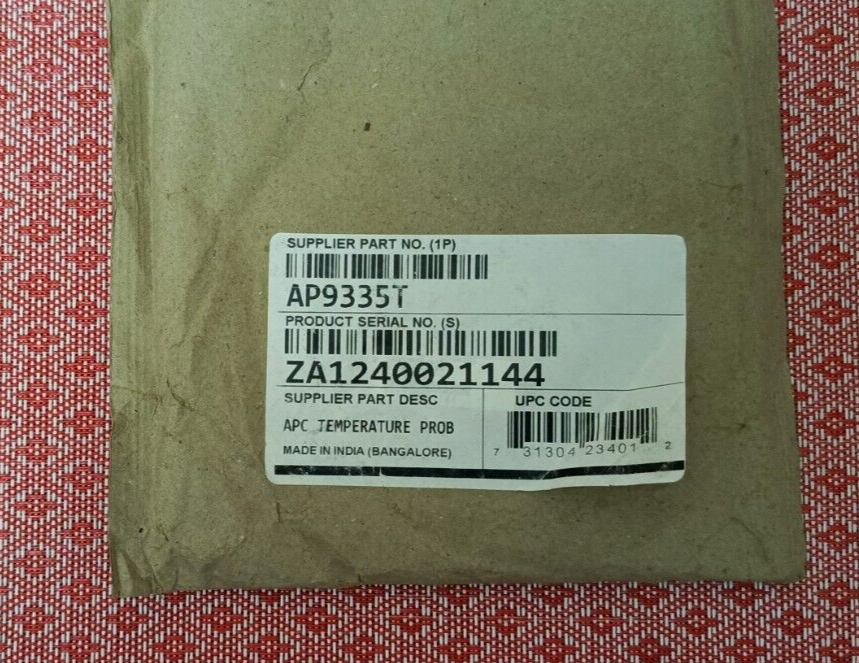 SUPPLIER PART NO. (1P)
AP9335T
PRODUCT SERIAL NO. (S)
ZA1240021144
SUPPLIER PART DESC
APC TEMPERATURE PROB
MADE IN INDIA (BANGALORE)
UPC CODE
7 31304 23401 2